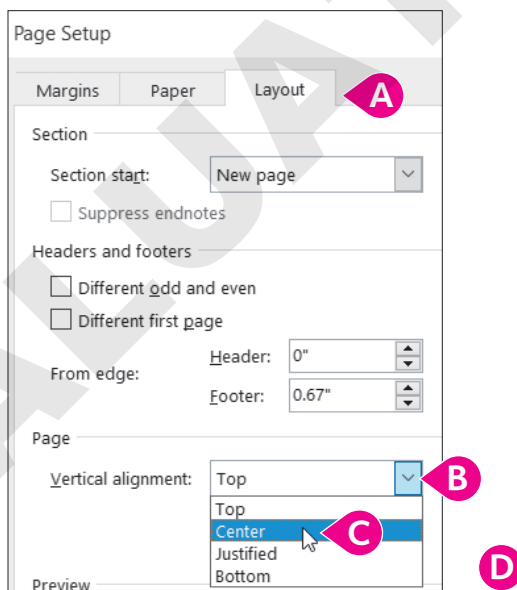 Page Setup
Margins Paper Layout A
Section
Section start: New page
Suppress endnotes
Headers and footers
Different odd and even
Different first page
From edge: Header: 0"
Footer: 0.67"
Page
Vertical alignment: Top B
Top
Center C
Justified
Bottom D
Preview
LUA
ALUA